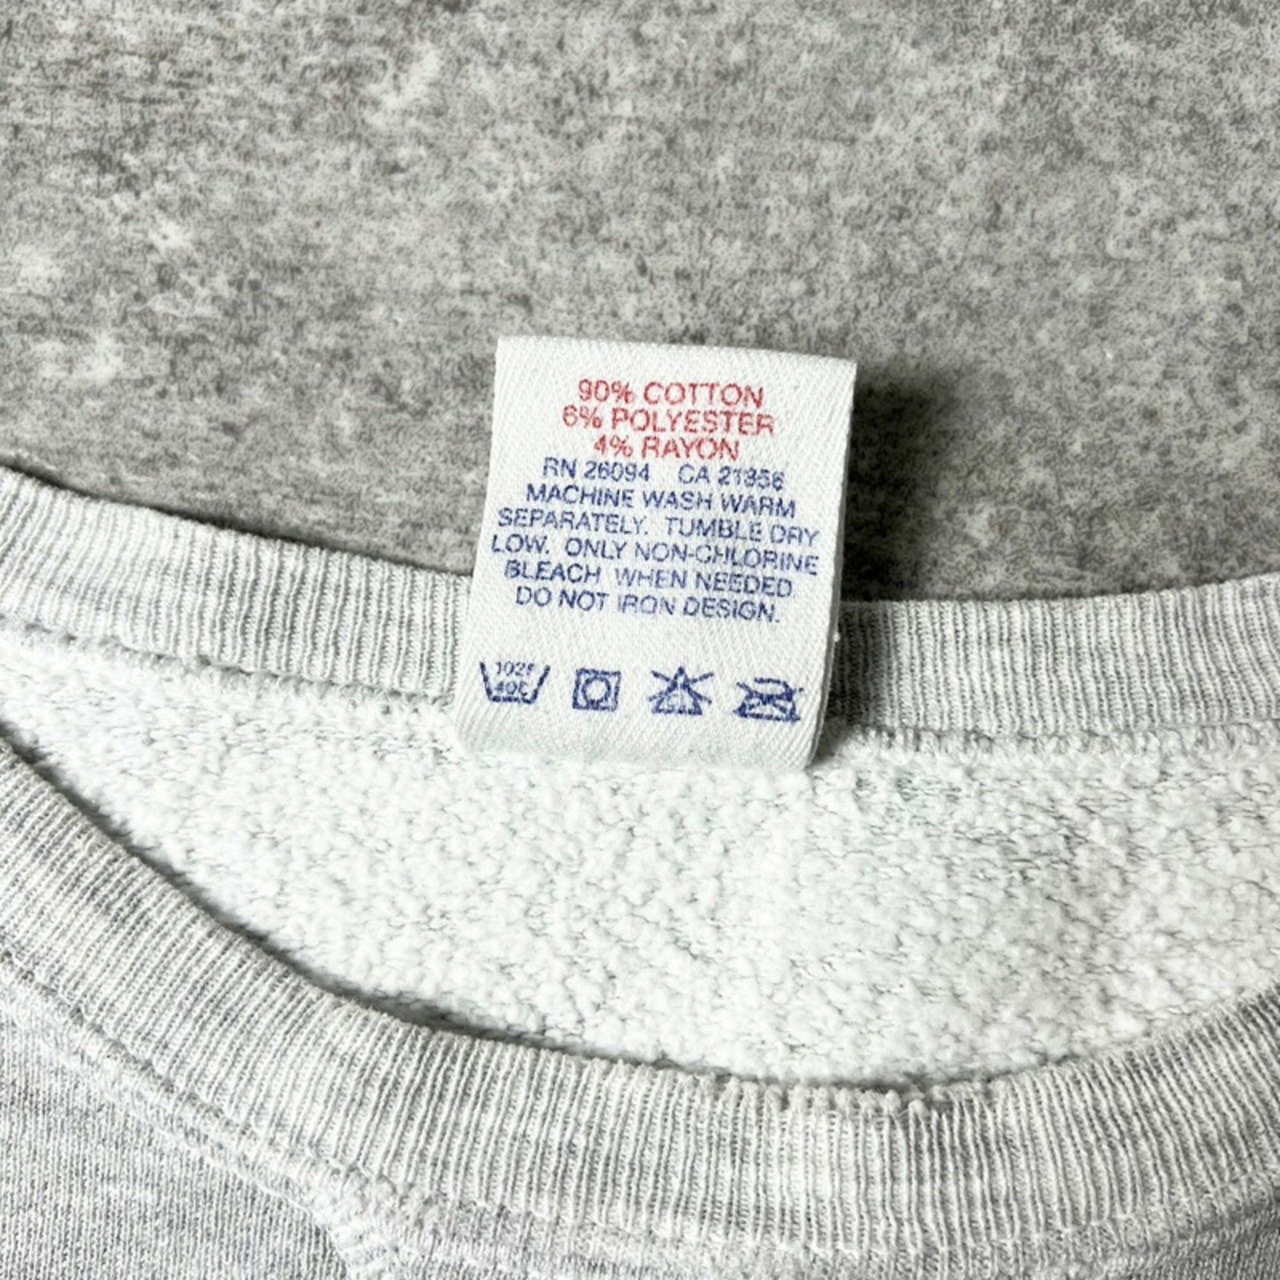 90% COTTON
6% POLYESTER
4% RAYON
RN 26094 CA 21356
MACHINE WASH WARM
SEPARATELY. TUMBLE DRY
LOW. ONLY NON-CHLORINE
BLEACH WHEN NEEDED
DO NOT IRON DESIGN.
102F